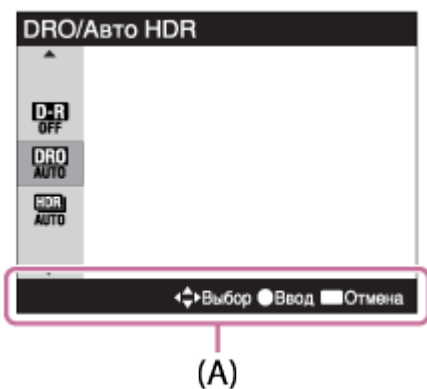 DRO/Авто HDR
D-R
OFF
DRO
AUTO
HDR
AUTO
Выбор Ввод Отмена
(A)